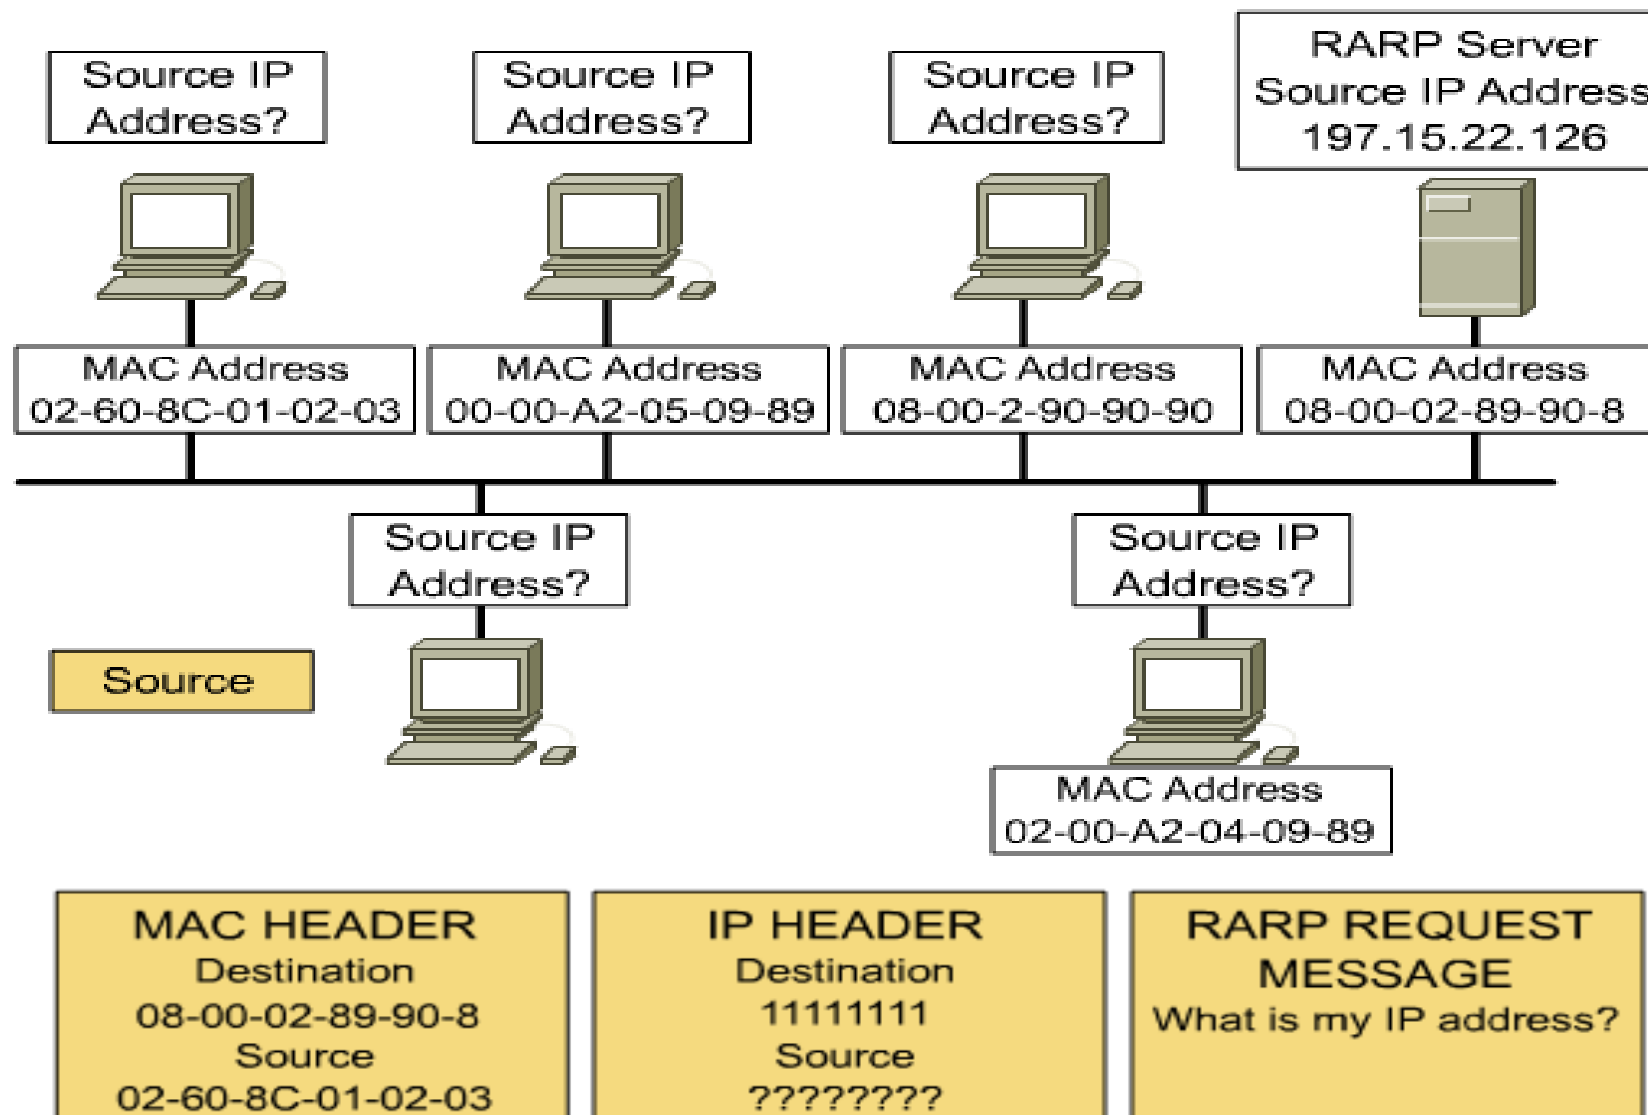 Source IP
Address?
Source IP
Address?
Source IP
Address?
RARP Server
Source IP Address
197.15.22.126
MAC Address
02-60-8C-01-02-03
MAC Address
00-00-A2-05-09-89
MAC Address
08-00-2-90-90-90
MAC Address
08-00-02-89-90-8
Source IP
Address?
Source IP
Address?
Source
MAC Address
02-00-A2-04-09-89
MAC HEADER
Destination
08-00-02-89-90-8
Source
02-60-8C-01-02-03
IP HEADER
Destination
11111111
Source
????????
RARP REQUEST
MESSAGE
What is my IP address?